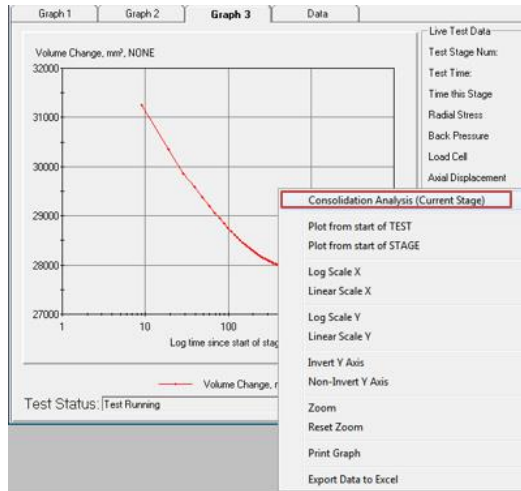 Graph 1
Graph 2
Graph 3
Data
Volume Change, mm³, NONE
32000
31000
30000
29000
28000
27000
1
10
100
Log time since start of stag
Volume Change, r
Test Status: Test Running
Live Test Data
Test Stage Num:
Test Time:
Time this Stage
Radial Stress
Back Pressure
Load Cell
Axial Displacement
Consolidation Analysis (Current Stage)
Plot from start of TEST
Plot from start of STAGE
Log Scale X
Linear Scale X
Log Scale Y
Linear Scale Y
Invert Y Axis
Non-Invert Y Axis
Zoom
Reset Zoom
Print Graph
Export Data to Excel